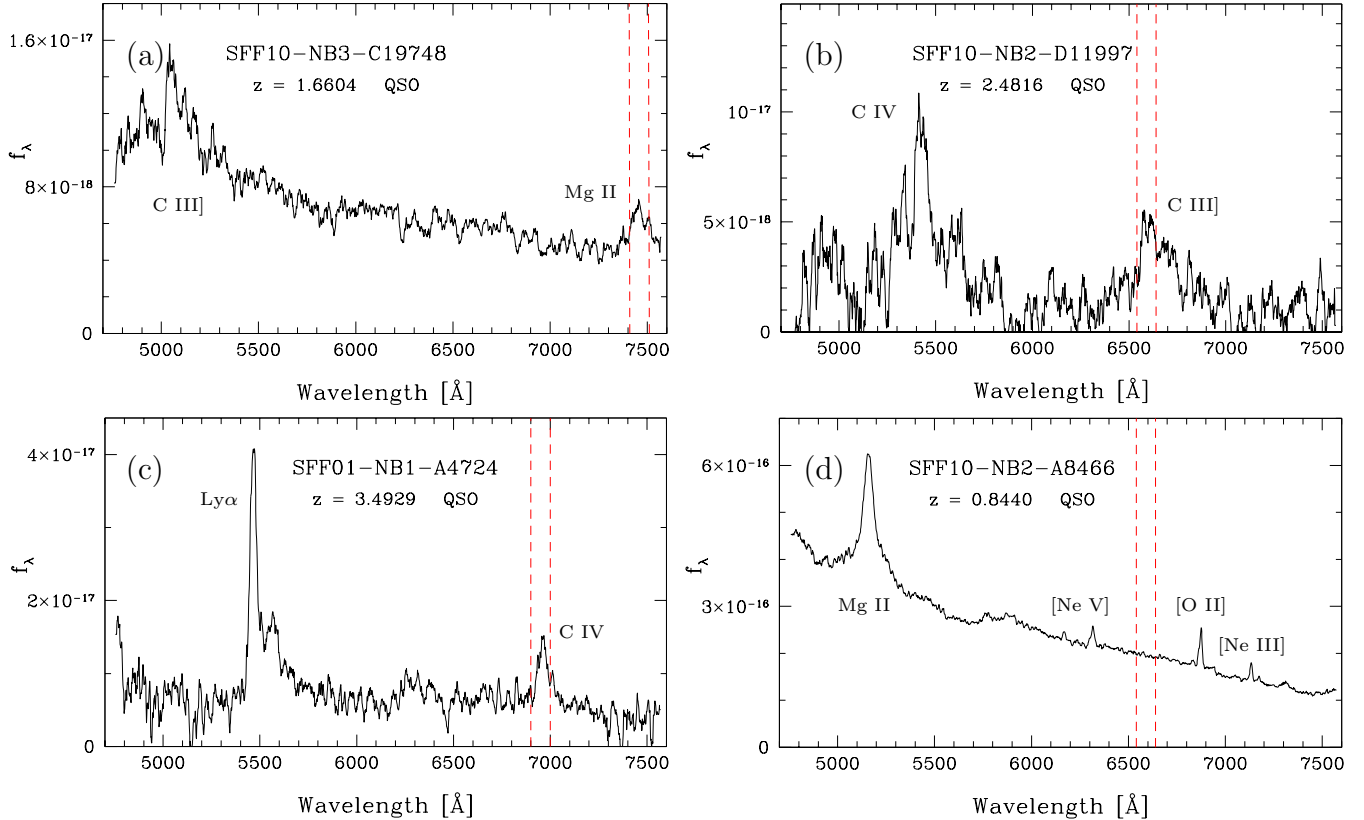 (a)
SFF10-NB3-C19748
z = 1.6604 QSO
C III]
Mg II
fλ
1.6×10⁻¹⁷
8×10⁻¹⁸
0
5000 5500 6000 6500 7000 7500
Wavelength [Å]
(b)
SFF10-NB2-D11997
z = 2.4816 QSO
C IV
C III]
fλ
10⁻¹⁷
5×10⁻¹⁸
0
5000 5500 6000 6500 7000 7500
Wavelength [Å]
(c)
SFF01-NB1-A4724
z = 3.4929 QSO
Lyα
C IV
fλ
4×10⁻¹⁷
2×10⁻¹⁷
0
5000 5500 6000 6500 7000 7500
Wavelength [Å]
(d)
SFF10-NB2-A8466
z = 0.8440 QSO
Mg II
[Ne V]
[O II]
[Ne III]
fλ
6×10⁻¹⁶
3×10⁻¹⁶
0
5000 5500 6000 6500 7000 7500
Wavelength [Å]